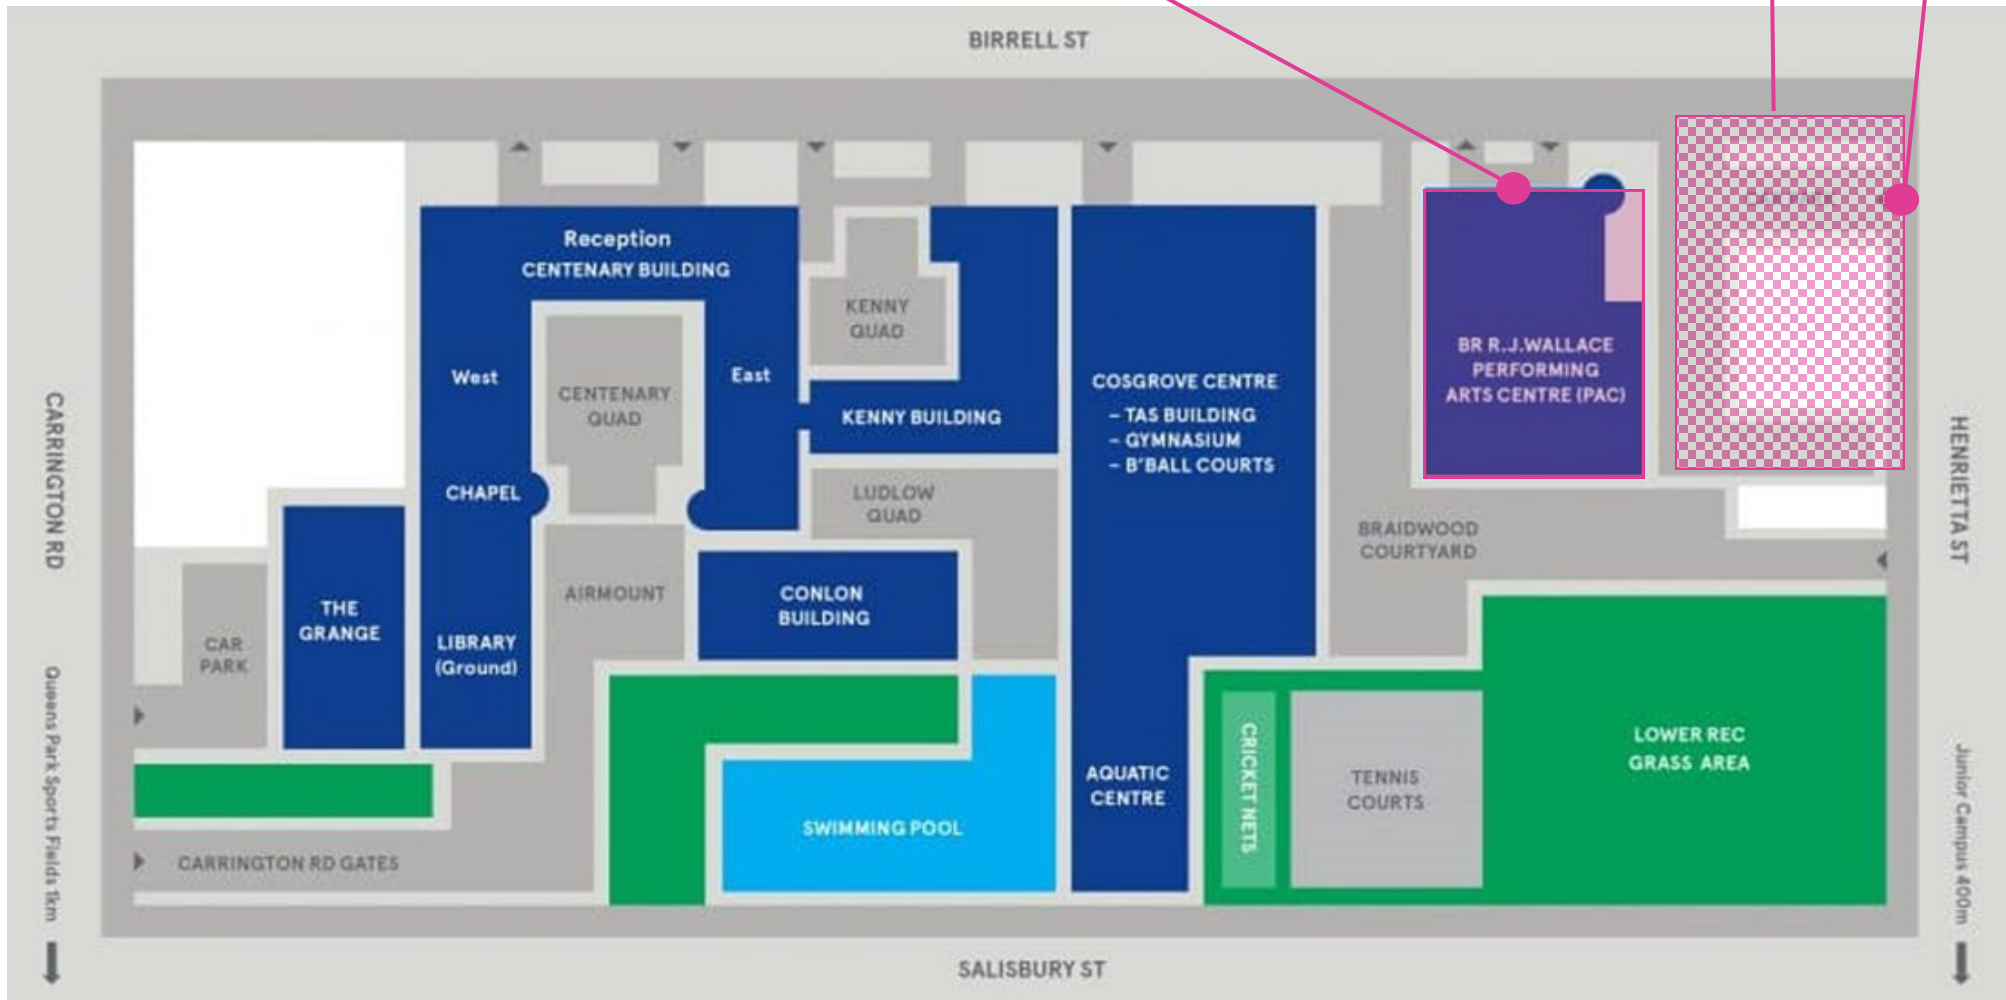 BIRRELL ST
Reception
CENTENARY BUILDING
KENNY
QUAD
West
East
CENTENARY
QUAD
KENNY BUILDING
COSGROVE CENTRE
– TAS BUILDING
– GYMNASIUM
– B'BALL COURTS
BR R.J.WALLACE
PERFORMING
ARTS CENTRE (PAC)
CHAPEL
LUDLOW
QUAD
BRAIDWOOD
COURTYARD
AIRMOUNT
CONLON
BUILDING
THE
GRANGE
CAR
PARK
LIBRARY
(Ground)
AQUATIC
CENTRE
CRICKET NETS
TENNIS
COURTS
LOWER REC
GRASS AREA
SWIMMING POOL
CARRINGTON RD GATES
CARRINGTON RD
Queens Park Sports Fields 1km
HENRIETTA ST
Junior Campus 400m
SALISBURY ST